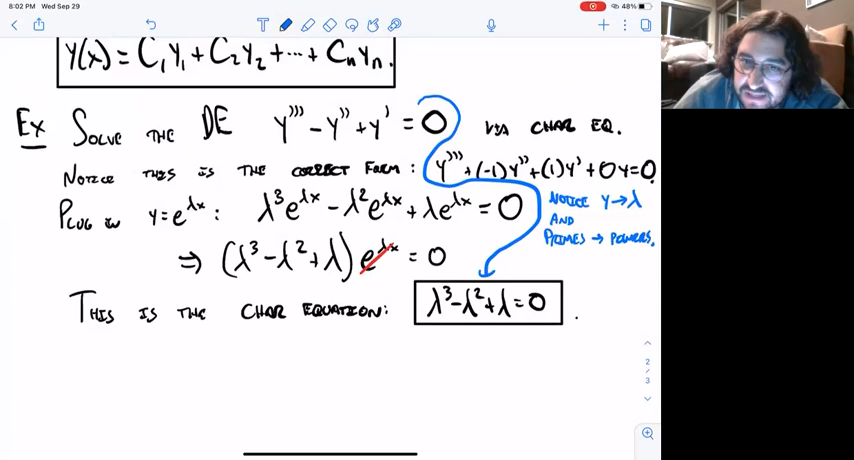 8:02 PM Wed Sep 29
48%
Y(x) = C₁Y₁ + C₂Y₂ + ··· + CₙYₙ.
Ex SOLVE THE DE Y''' - Y'' + Y' = 0 VIA CHAR EQ.
NOTICE THIS IS THE CORRECT FORM: Y''' + (-1)Y'' + (1)Y' + 0Y = 0.
PLUG IN y = e^λx : λ³e^λx - λ²e^λx + λe^λx = 0
NOTICE Y → λ
AND
PRIMES → POWERS.
⇒ (λ³ - λ² + λ) e^λx = 0
THIS IS THE CHAR EQUATION: λ³ - λ² + λ = 0 .
2
/
3